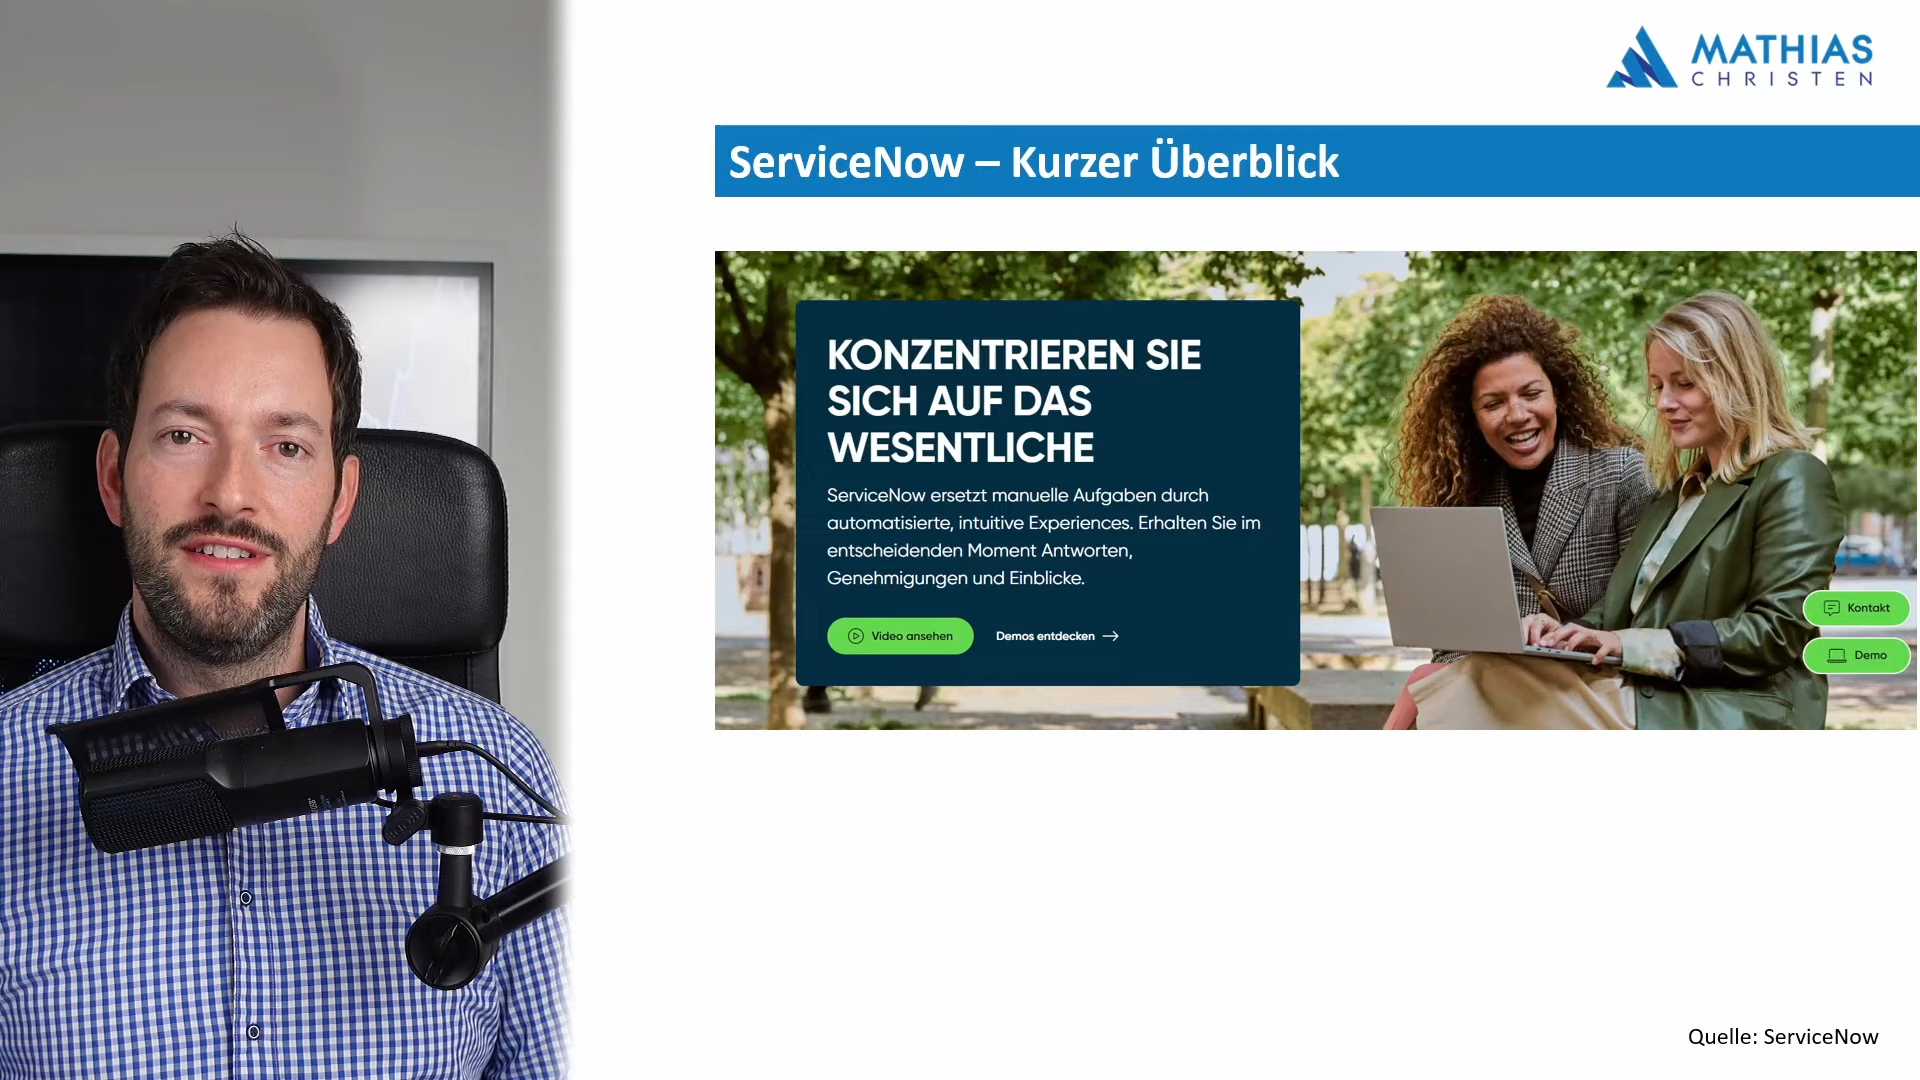 MATHIAS
CHRISTEN
ServiceNow – Kurzer Überblick
KONZENTRIEREN SIE
SICH AUF DAS
WESENTLICHE
ServiceNow ersetzt manuelle Aufgaben durch
automatisierte, intuitive Experiences. Erhalten Sie im
entscheidenden Moment Antworten,
Genehmigungen und Einblicke.
Video ansehen
Demos entdecken
Kontakt
Demo
Quelle: ServiceNow